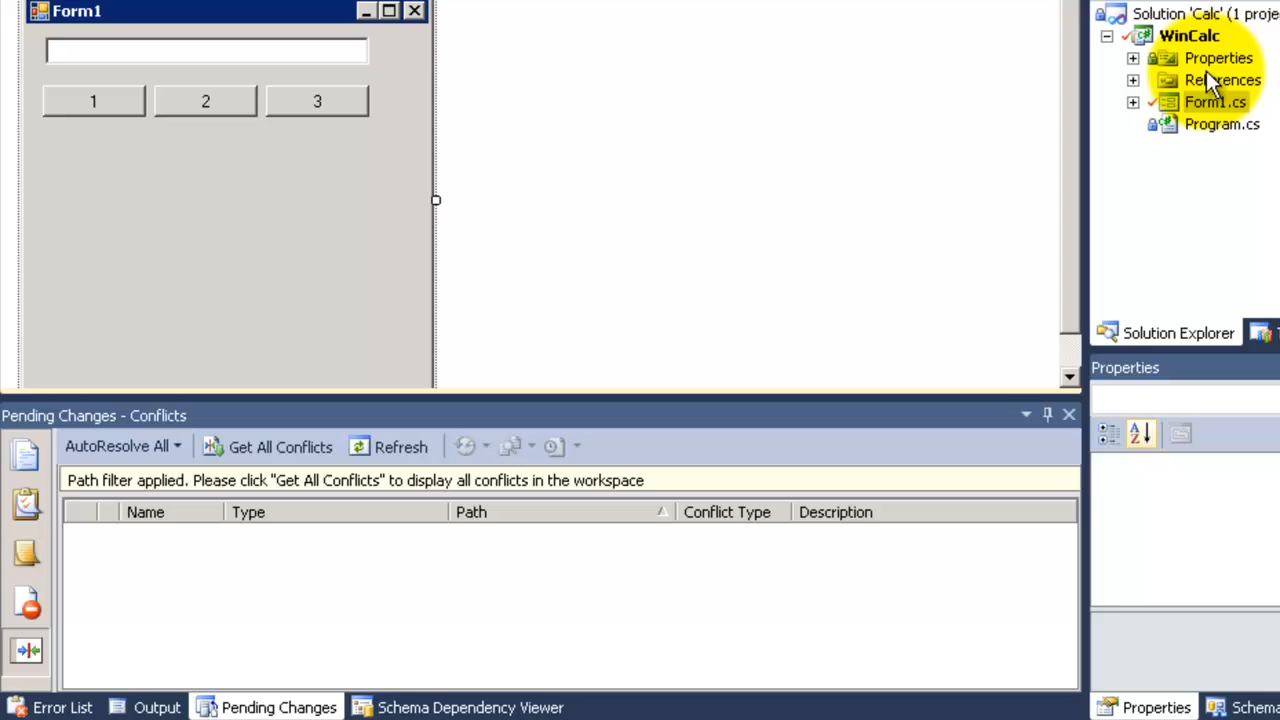 Form1
1 2 3
Solution 'Calc' (1 proje
WinCalc
Properties
References
Form1.cs
Program.cs
Solution Explorer
Properties
Pending Changes - Conflicts
AutoResolve All Get All Conflicts Refresh
Path filter applied. Please click "Get All Conflicts" to display all conflicts in the workspace
Name Type Path Conflict Type Description
Error List Output Pending Changes Schema Dependency Viewer
Properties Schema